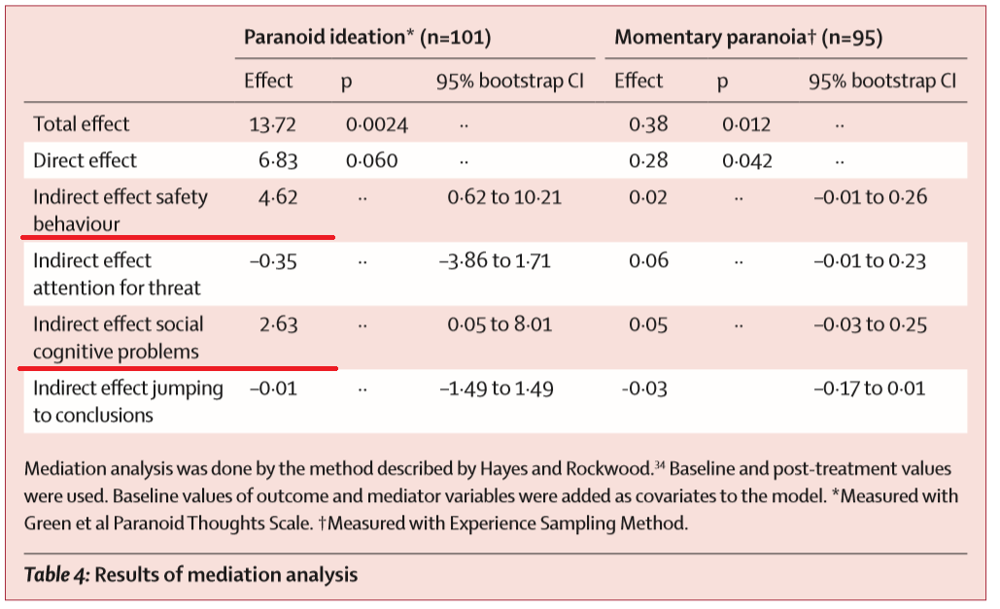 Paranoid ideation* (n=101) Momentary paranoia† (n=95)
Effect p 95% bootstrap CI Effect p 95% bootstrap CI
Total effect 13·72 0·0024 ·· 0·38 0·012 ··
Direct effect 6·83 0·060 ·· 0·28 0·042 ··
Indirect effect safety 4·62 ·· 0·62 to 10·21 0·02 ·· –0·01 to 0·26
behaviour
Indirect effect –0·35 ·· –3·86 to 1·71 0·06 ·· –0·01 to 0·23
attention for threat
Indirect effect social 2·63 ·· 0·05 to 8·01 0·05 ·· –0·03 to 0·25
cognitive problems
Indirect effect jumping –0·01 ·· –1·49 to 1·49 -0·03 –0·17 to 0·01
to conclusions
Mediation analysis was done by the method described by Hayes and Rockwood.³⁴ Baseline and post-treatment values
were used. Baseline values of outcome and mediator variables were added as covariates to the model. *Measured with
Green et al Paranoid Thoughts Scale. †Measured with Experience Sampling Method.
Table 4: Results of mediation analysis